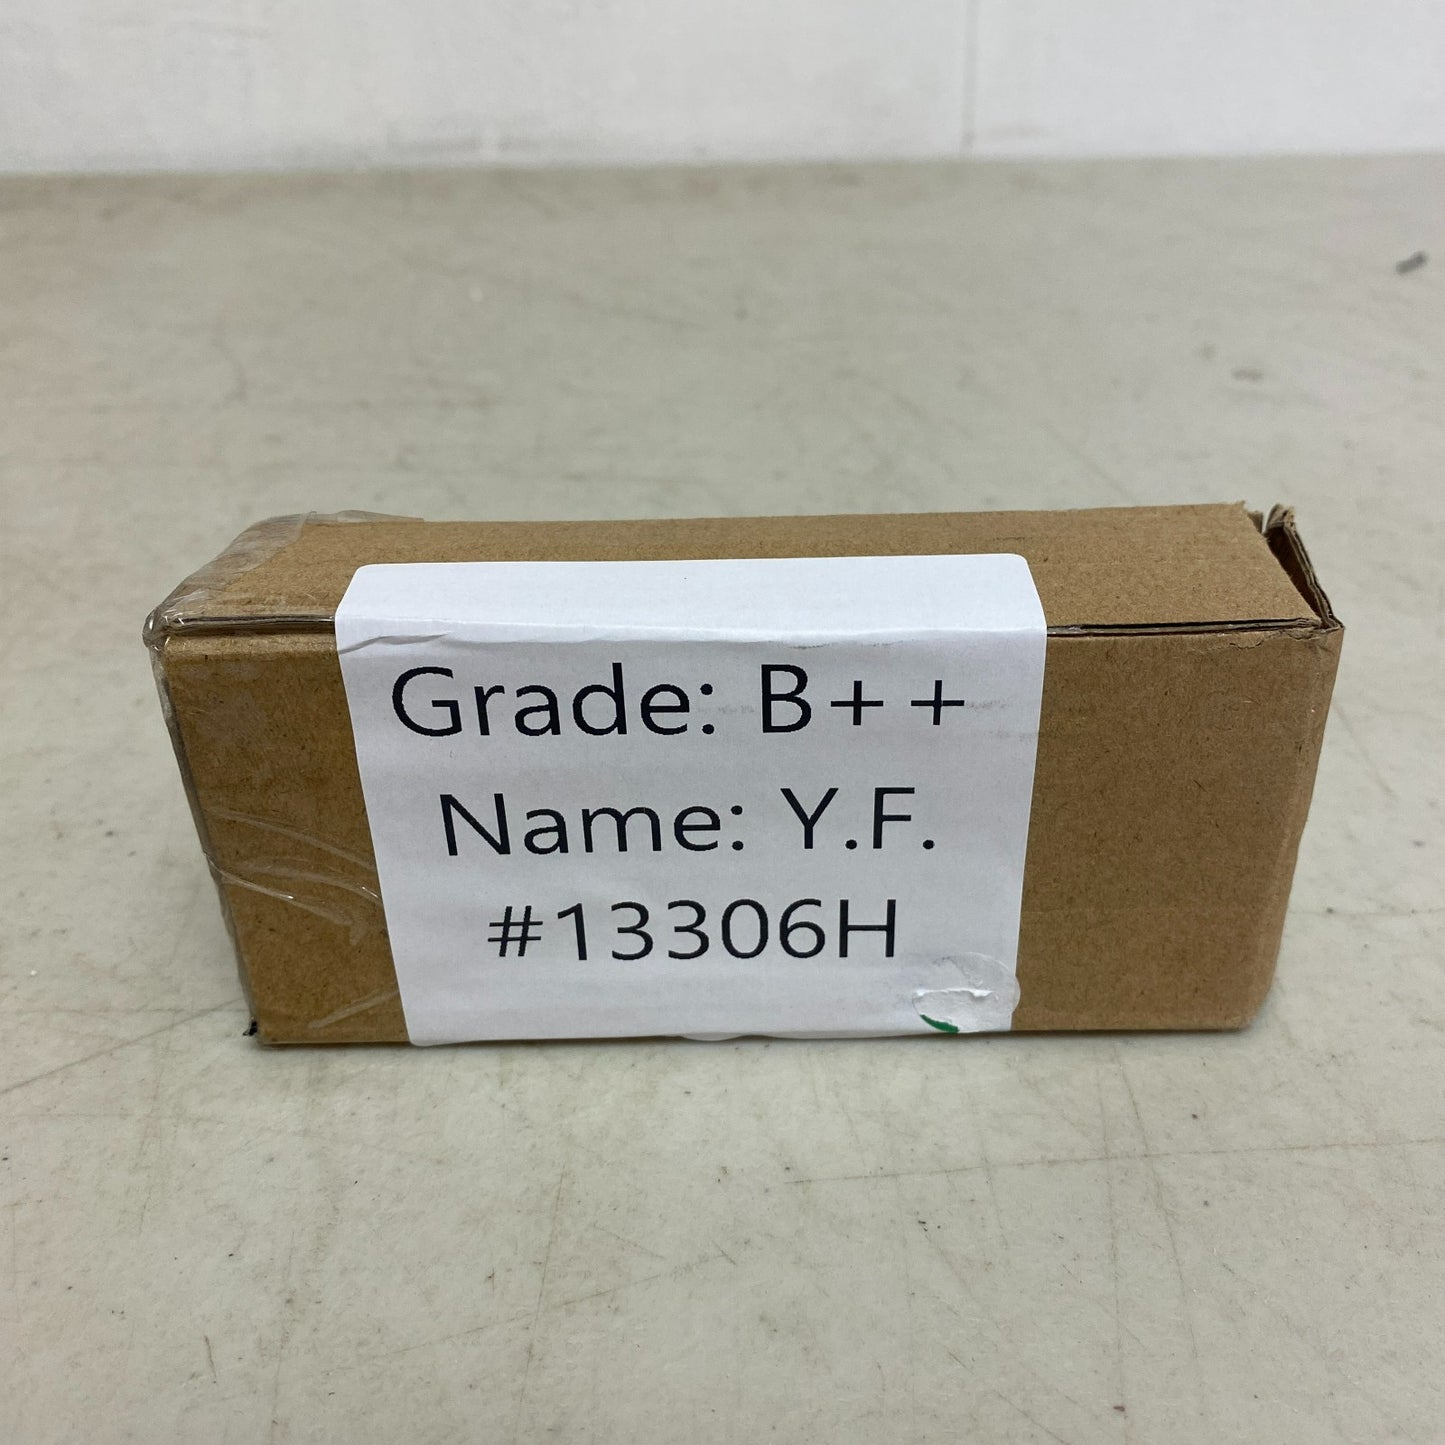 Grade: B++
Name: Y.F.
#13306H